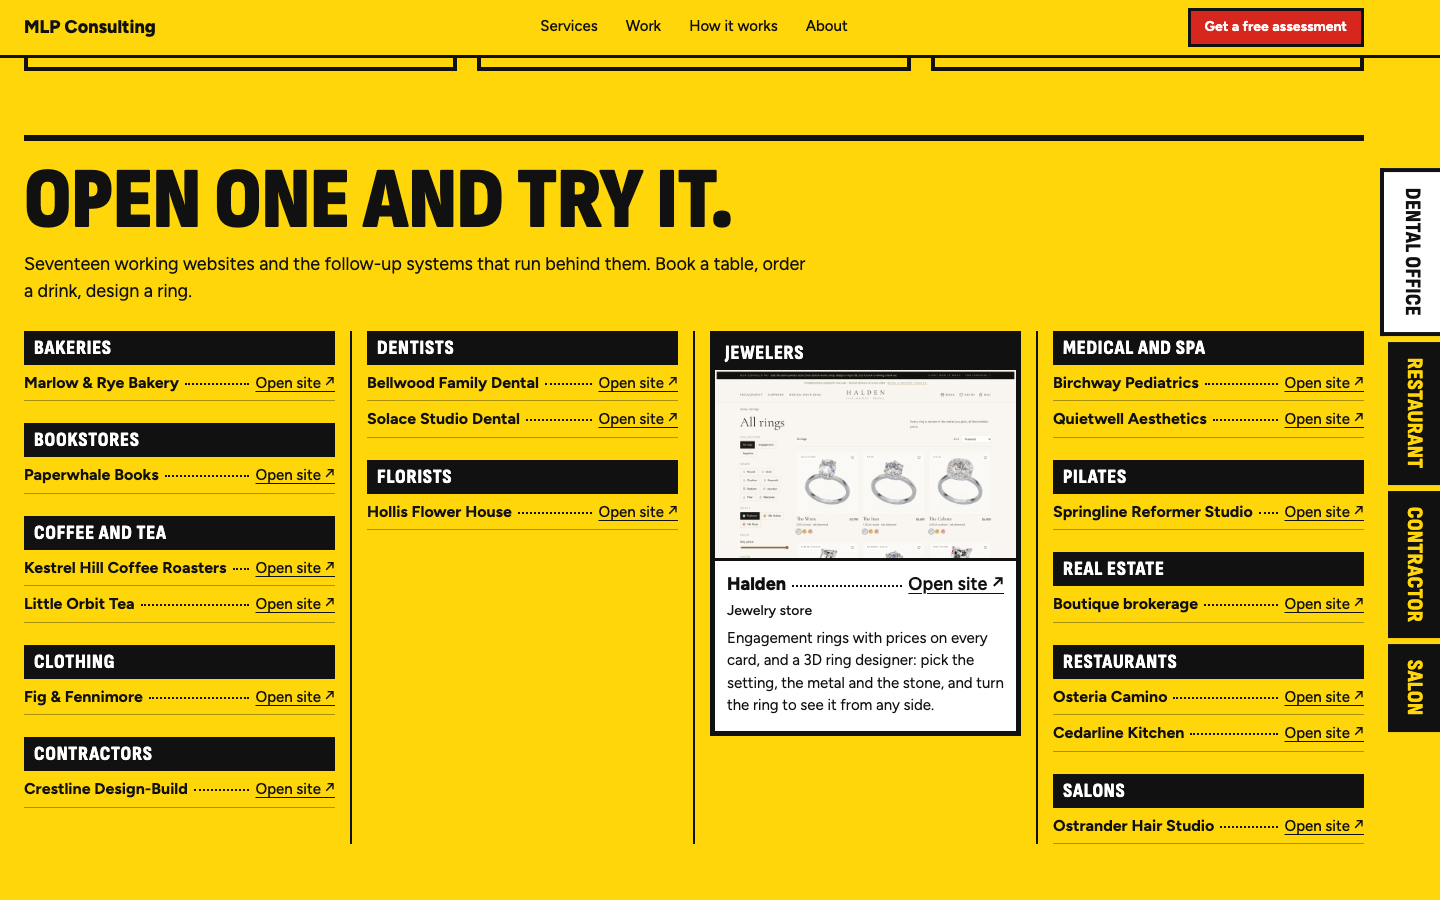 MLP Consulting
Services
Work
How it works
About
Get a free assessment
OPEN ONE AND TRY IT.
Seventeen working websites and the follow-up systems that run behind them. Book a table, order
a drink, design a ring.
BAKERIES
Marlow & Rye Bakery Open site ↗
BOOKSTORES
Paperwhale Books Open site ↗
COFFEE AND TEA
Kestrel Hill Coffee Roasters Open site ↗
Little Orbit Tea Open site ↗
CLOTHING
Fig & Fennimore Open site ↗
CONTRACTORS
Crestline Design-Build Open site ↗
DENTISTS
Bellwood Family Dental Open site ↗
Solace Studio Dental Open site ↗
FLORISTS
Hollis Flower House Open site ↗
JEWELERS
HALDEN
All rings
Halden Open site ↗
Jewelry store
Engagement rings with prices on every
card, and a 3D ring designer: pick the
setting, the metal and the stone, and turn
the ring to see it from any side.
MEDICAL AND SPA
Birchway Pediatrics Open site ↗
Quietwell Aesthetics Open site ↗
PILATES
Springline Reformer Studio Open site ↗
REAL ESTATE
Boutique brokerage Open site ↗
RESTAURANTS
Osteria Camino Open site ↗
Cedarline Kitchen Open site ↗
SALONS
Ostrander Hair Studio Open site ↗
DENTAL OFFICE
RESTAURANT
CONTRACTOR
SALON